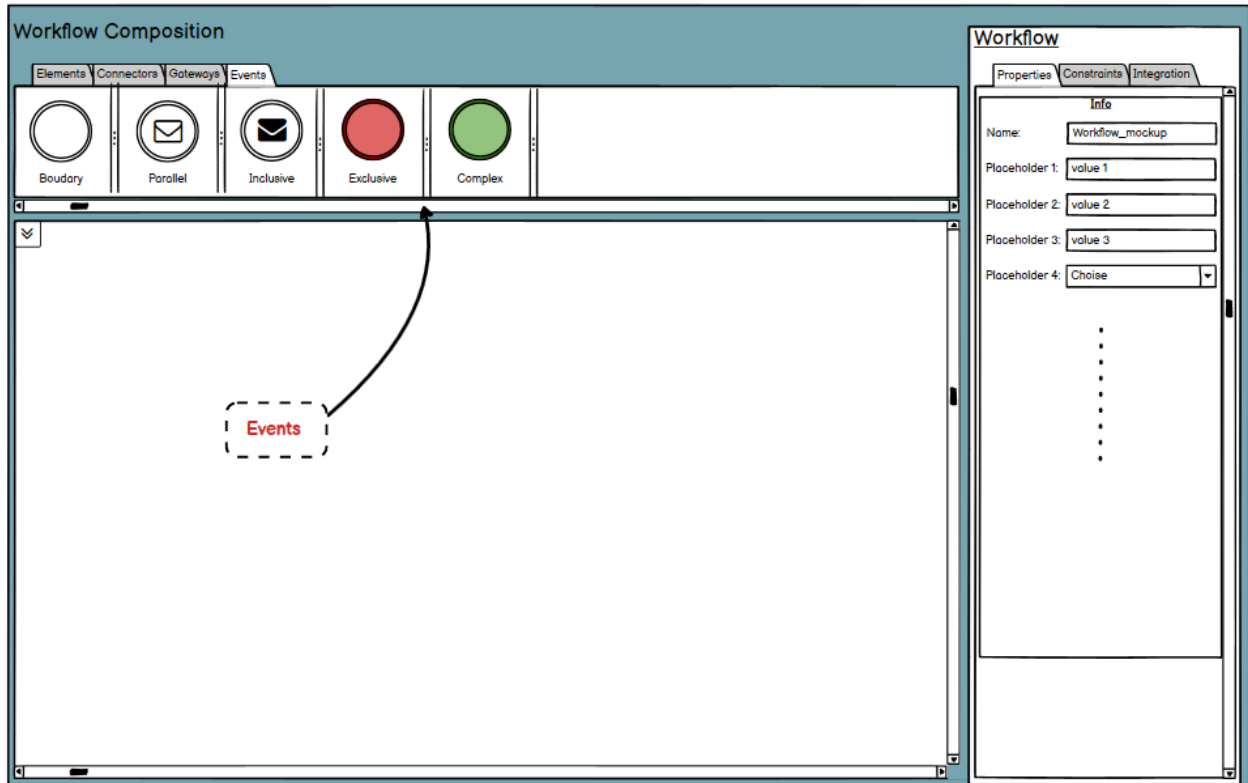 Workflow Composition
Elements Connectors Gateways Events
Boudary Parallel Inclusive Exclusive Complex
Events
Workflow
Properties Constraints Integration
Info
Name: Workflow_mockup
Placeholder 1: value 1
Placeholder 2: value 2
Placeholder 3: value 3
Placeholder 4: Choise